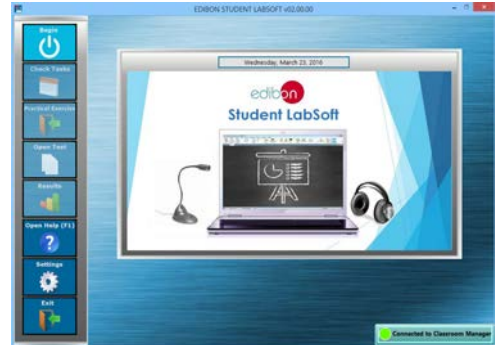 EDIBON STUDENT LABSOFT v02.00.00
Begin
Check Tasks
Practical Exercise
Open Test
Results
Open Help (F1)
Settings
Exit
Wednesday, March 23, 2016
edibon
Student LabSoft
Connected to Classroom Manager